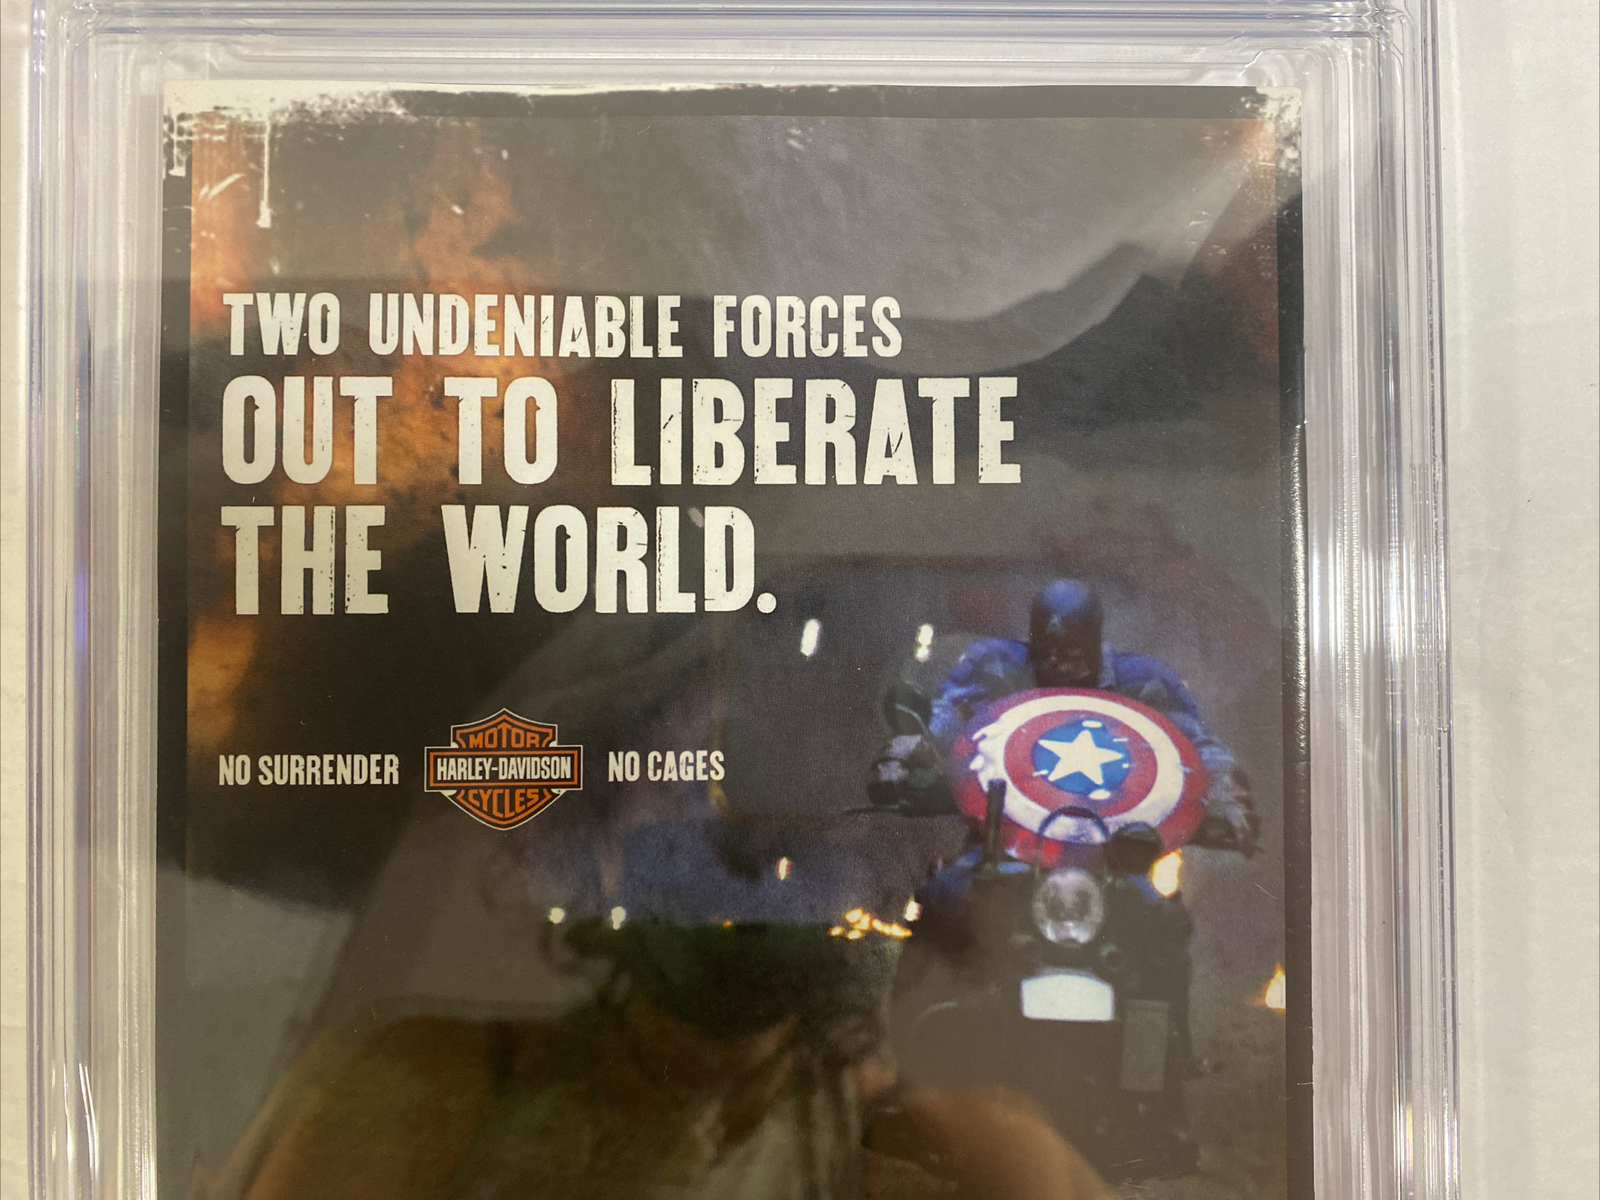 TWO UNDENIABLE FORCES
OUT TO LIBERATE
THE WORLD.
NO SURRENDER
MOTOR
HARLEY-DAVIDSON
CYCLES
NO CAGES